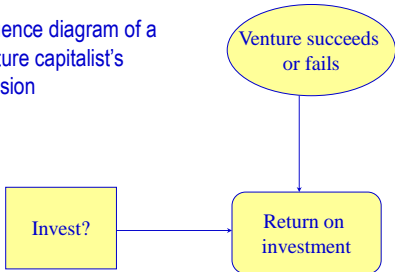 ence diagram of a
ture capitalist's
sion
Venture succeeds
or fails
Invest?
Return on
investment